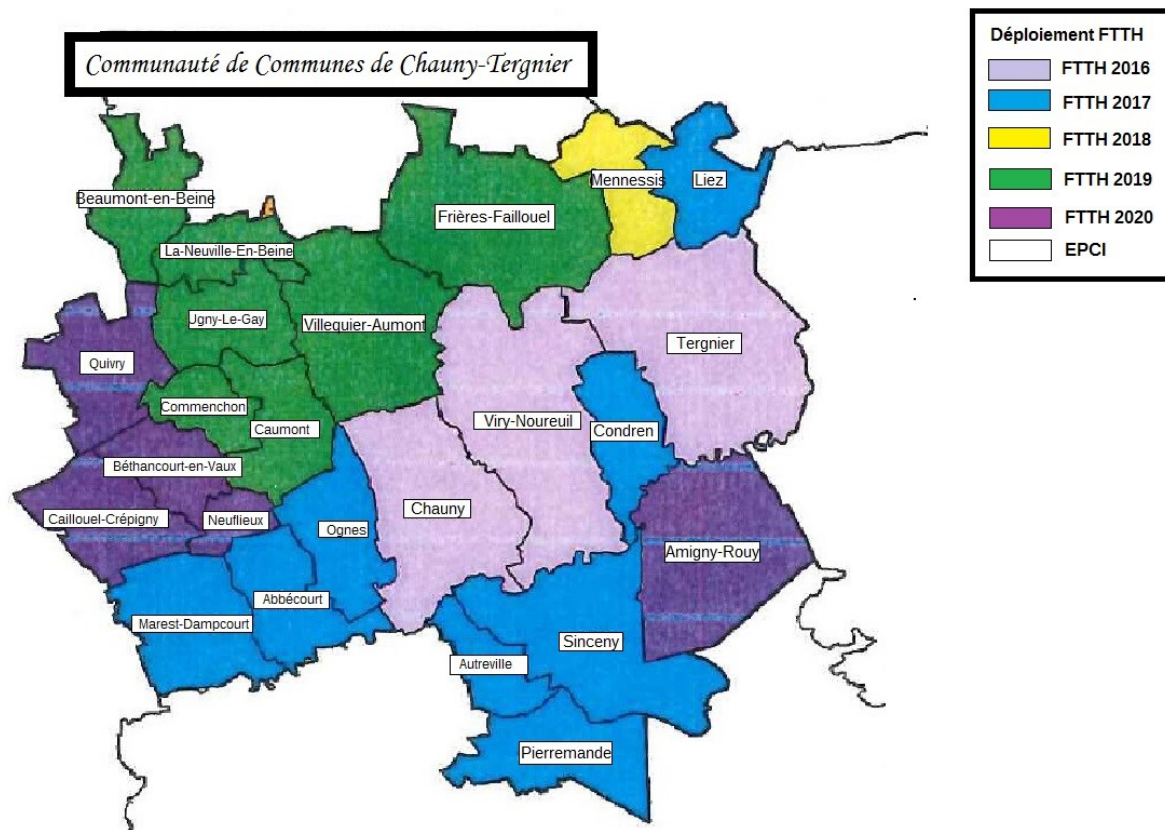 Communauté de Communes de Chauny-Tergnier
Déploiement FTTH
FTTH 2016
FTTH 2017
FTTH 2018
FTTH 2019
FTTH 2020
EPCI
Beaumont-en-Beine
Mennessis
Liez
Frières-Faillouel
La-Neuville-En-Beine
Ugny-Le-Gay
Villequier-Aumont
Tergnier
Quivry
Commenchon
Caumont
Viry-Noureuil
Condren
Béthancourt-en-Vaux
Caillouel-Crépigny
Neuflieux
Ognes
Chauny
Amigny-Rouy
Abbécourt
Marest-Dampcourt
Sinceny
Autreville
Pierremande